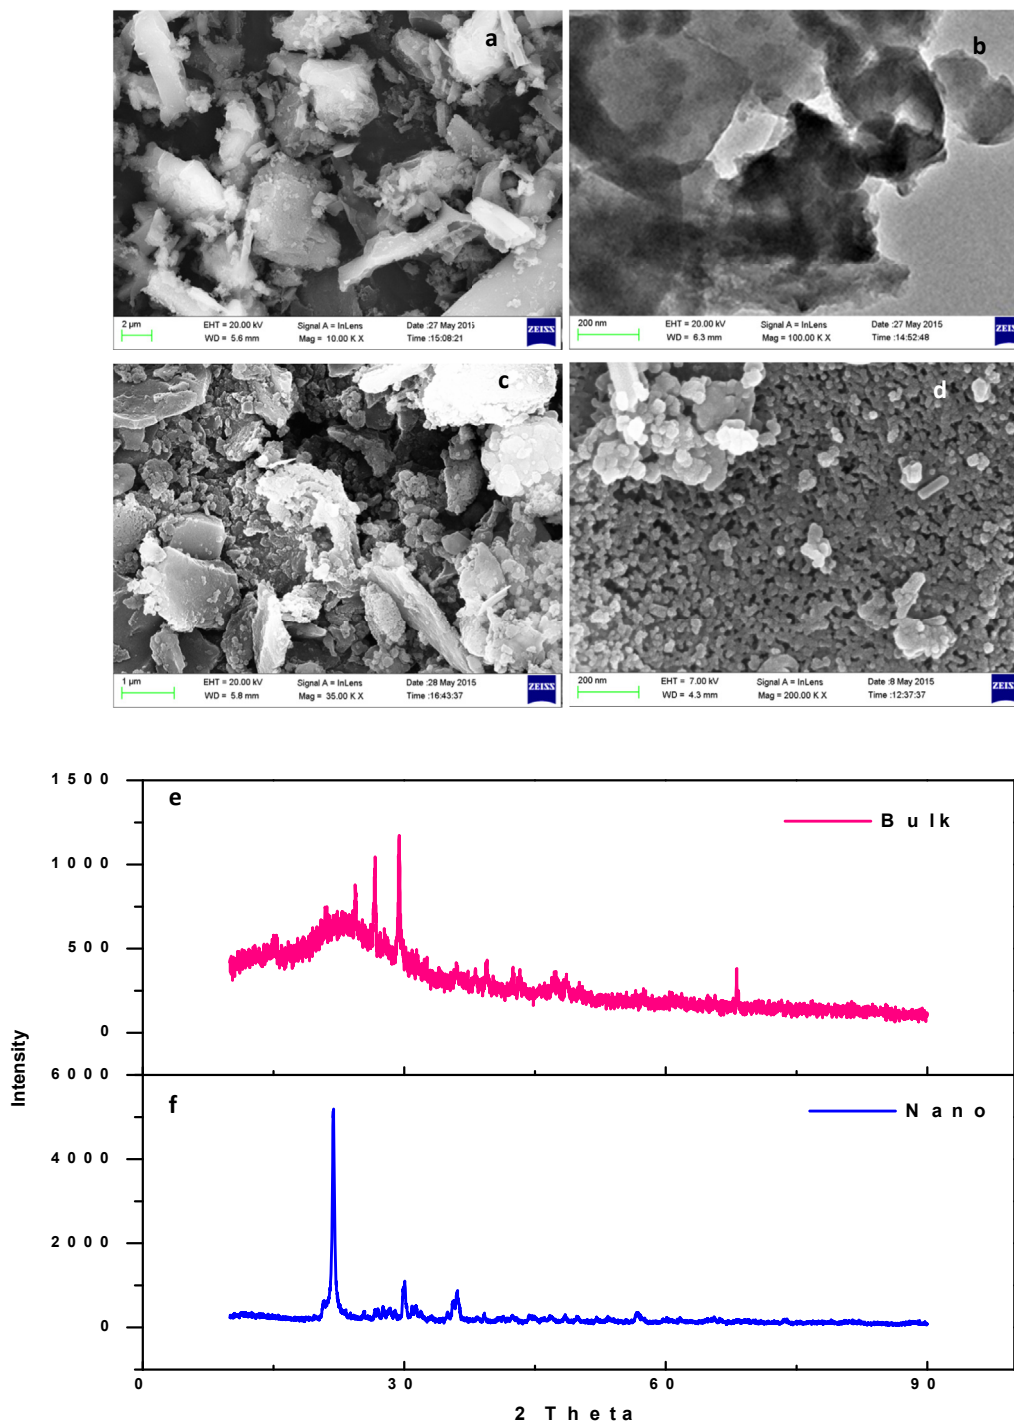 a
2 µm
EHT = 20.00 kV Signal A = InLens Date :27 May 2015
WD = 5.6 mm Mag = 10.00 K X Time :15:08:21
ZEISS
b
200 nm
EHT = 20.00 kV Signal A = InLens Date :27 May 2015
WD = 6.3 mm Mag = 100.00 K X Time :14:52:48
ZEISS
c
1 µm
EHT = 20.00 kV Signal A = InLens Date :28 May 2015
WD = 5.8 mm Mag = 35.00 K X Time :16:43:37
ZEISS
d
200 nm
EHT = 7.00 kV Signal A = InLens Date :8 May 2015
WD = 4.3 mm Mag = 200.00 K X Time :12:37:37
ZEISS
1500
e
Bulk
1000
500
0
Intensity
6000
f
Nano
4000
2000
0
0 30 60 90
2 Theta